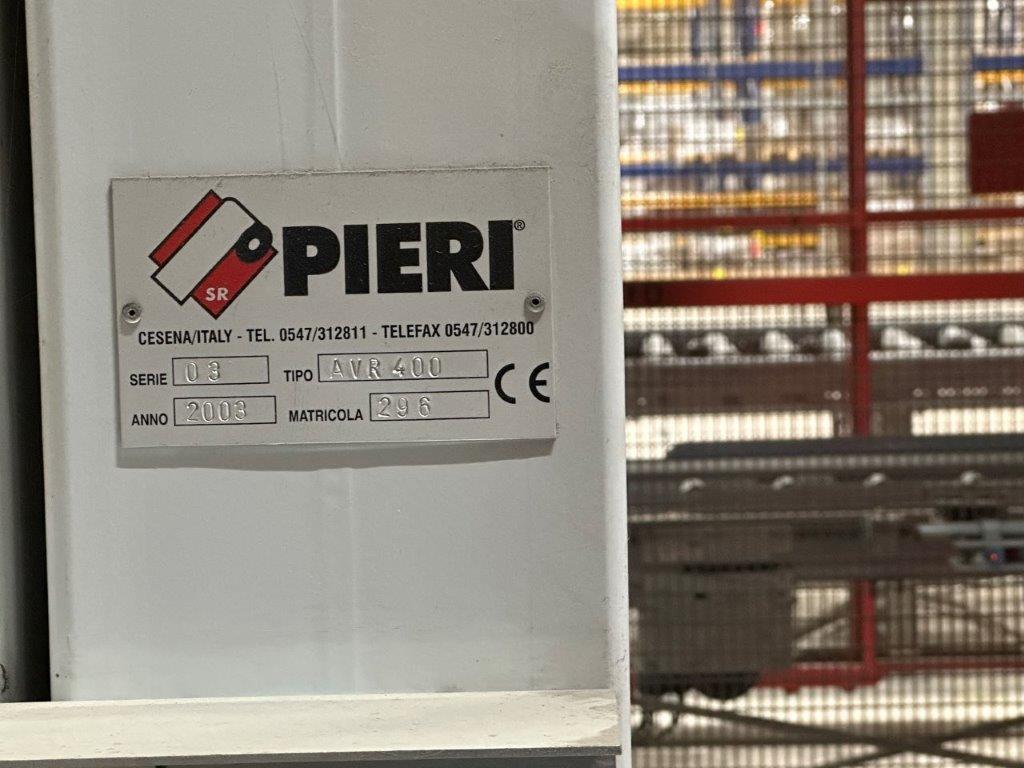 SR
PIERI®
CESENA/ITALY - TEL. 0547/312811 - TELEFAX 0547/312800
SERIE 03 TIPO AVR 400 CE
ANNO 2003 MATRICOLA 296